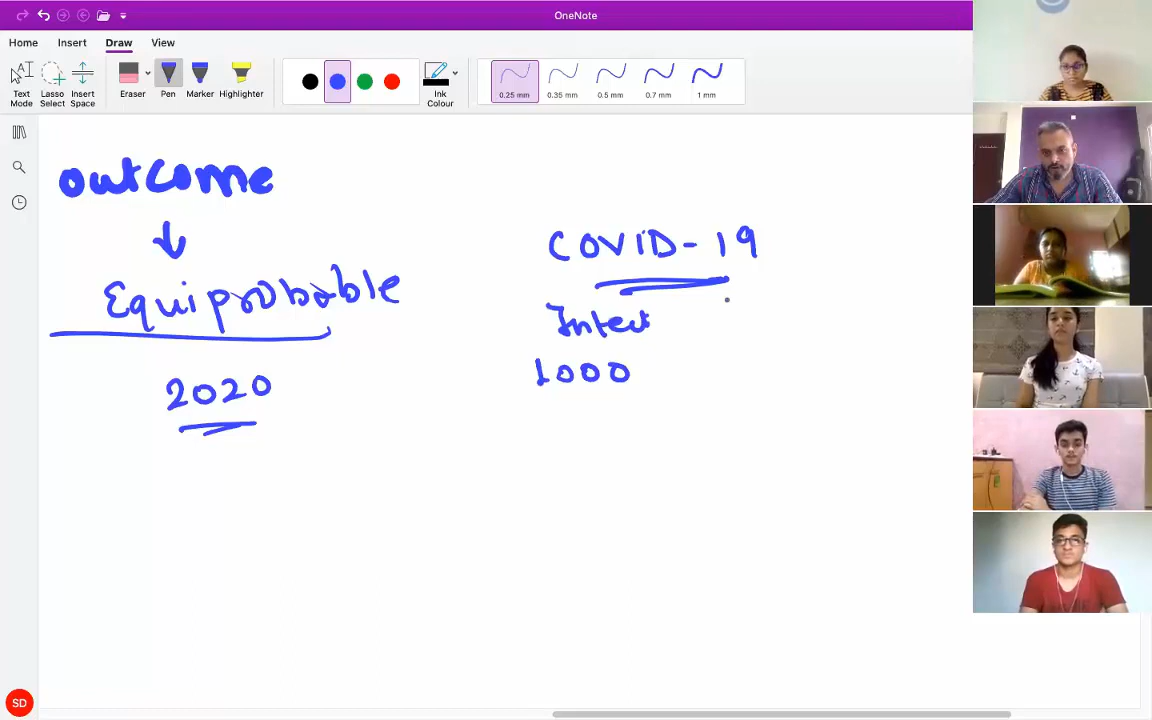 OneNote
Home Insert Draw View
Text Mode
Lasso Select
Insert Space
Eraser
Pen
Marker
Highlighter
Ink Colour
0.25 mm
0.35 mm
0.5 mm
0.7 mm
1 mm
outcome
Equiprobable
2020
COVID-19
Infect
1000
SD